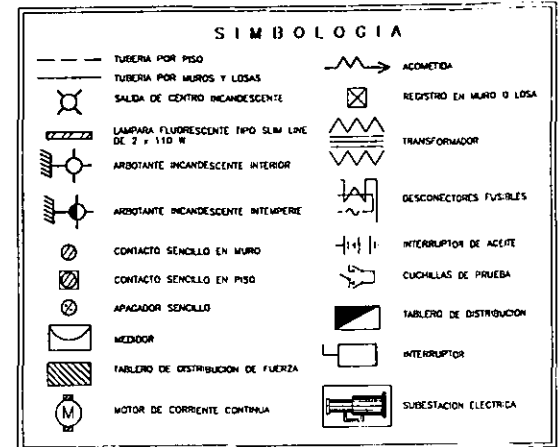 SIMBOLOGIA
TUBERIA POR PISO
TUBERIA POR MUROS Y LOSAS
SALIDA DE CENTRO INCANDESCENTE
LAMPARA FLUORESCENTE TIPO SLIM LINE
DE 2 x 110 W
ARBOTANTE INCANDESCENTE INTERIOR
ARBOTANTE INCANDESCENTE INTEMPERIE
CONTACTO SENCILLO EN MURO
CONTACTO SENCILLO EN PISO
APAGADOR SENCILLO
MEDIDOR
TABLERO DE DISTRIBUCION DE FUERZA
M
MOTOR DE CORRIENTE CONTINUA
ACOMETIDA
REGISTRO EN MURO O LOSA
TRANSFORMADOR
DESCONECTORES FUSIBLES
INTERRUPTOR DE ACEITE
CUCHILLAS DE PRUEBA
TABLERO DE DISTRIBUCION
INTERRUPTOR
SUBESTACION ELECTRICA